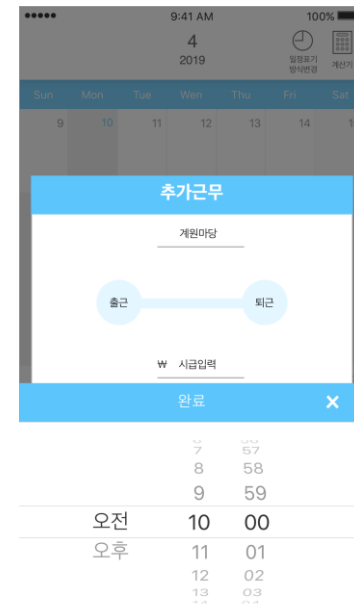 9:41 AM 100%
4
2019
일정표기
방식변경
계산기
Sun Mon Tue Wen Thu Fri Sat
9 10 11 12 13 14
추가근무
계원마당
출근 퇴근
₩ 시급입력
완료 ×
7 57
8 58
9 59
오전 10 00
오후 11 01
12 02
13 03